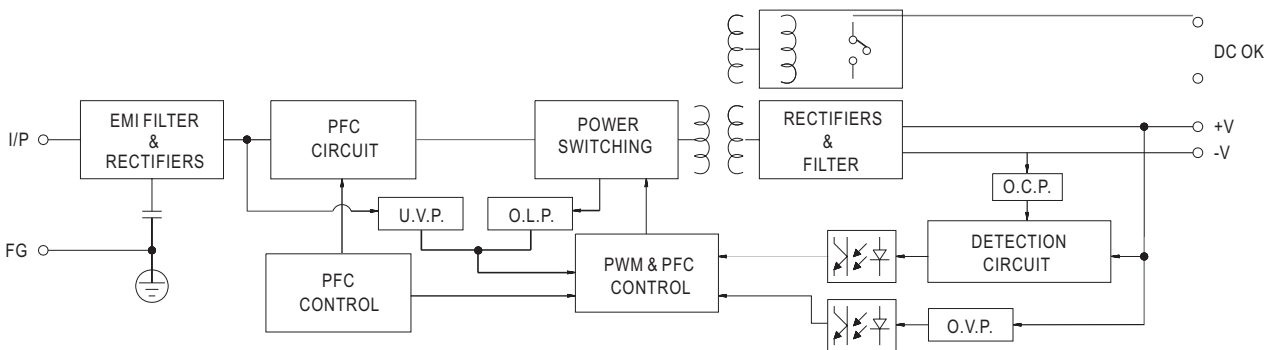 DC OK
I/P
EMI FILTER
&
RECTIFIERS
PFC
CIRCUIT
POWER
SWITCHING
RECTIFIERS
&
FILTER
+V
-V
O.C.P.
U.V.P.
O.L.P.
FG
PFC
CONTROL
PWM & PFC
CONTROL
DETECTION
CIRCUIT
O.V.P.